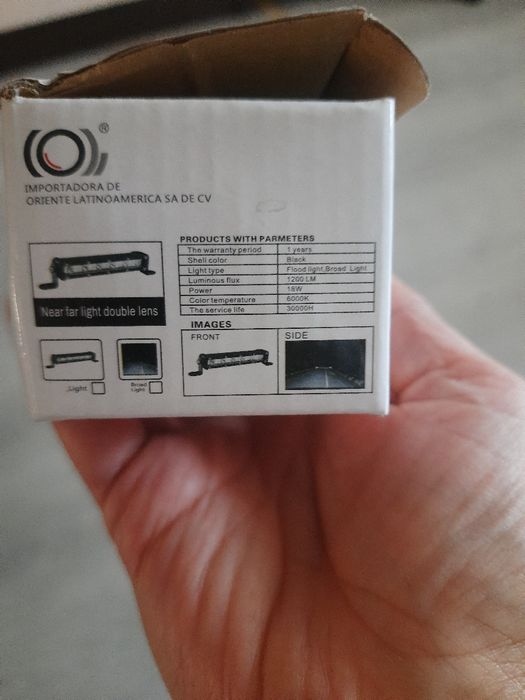 ®
IMPORTADORA DE
ORIENTE LATINOAMERICA SA DE CV
PRODUCTS WITH PARMETERS
The warranty period 1 years
Shell color Black
Light type Flood light,Broad Light
Luminous flux 1200 LM
Power 18W
Color temperature 6000K
The service life 30000H
Near far light double lens
IMAGES
FRONT SIDE
Light
Broad
Light